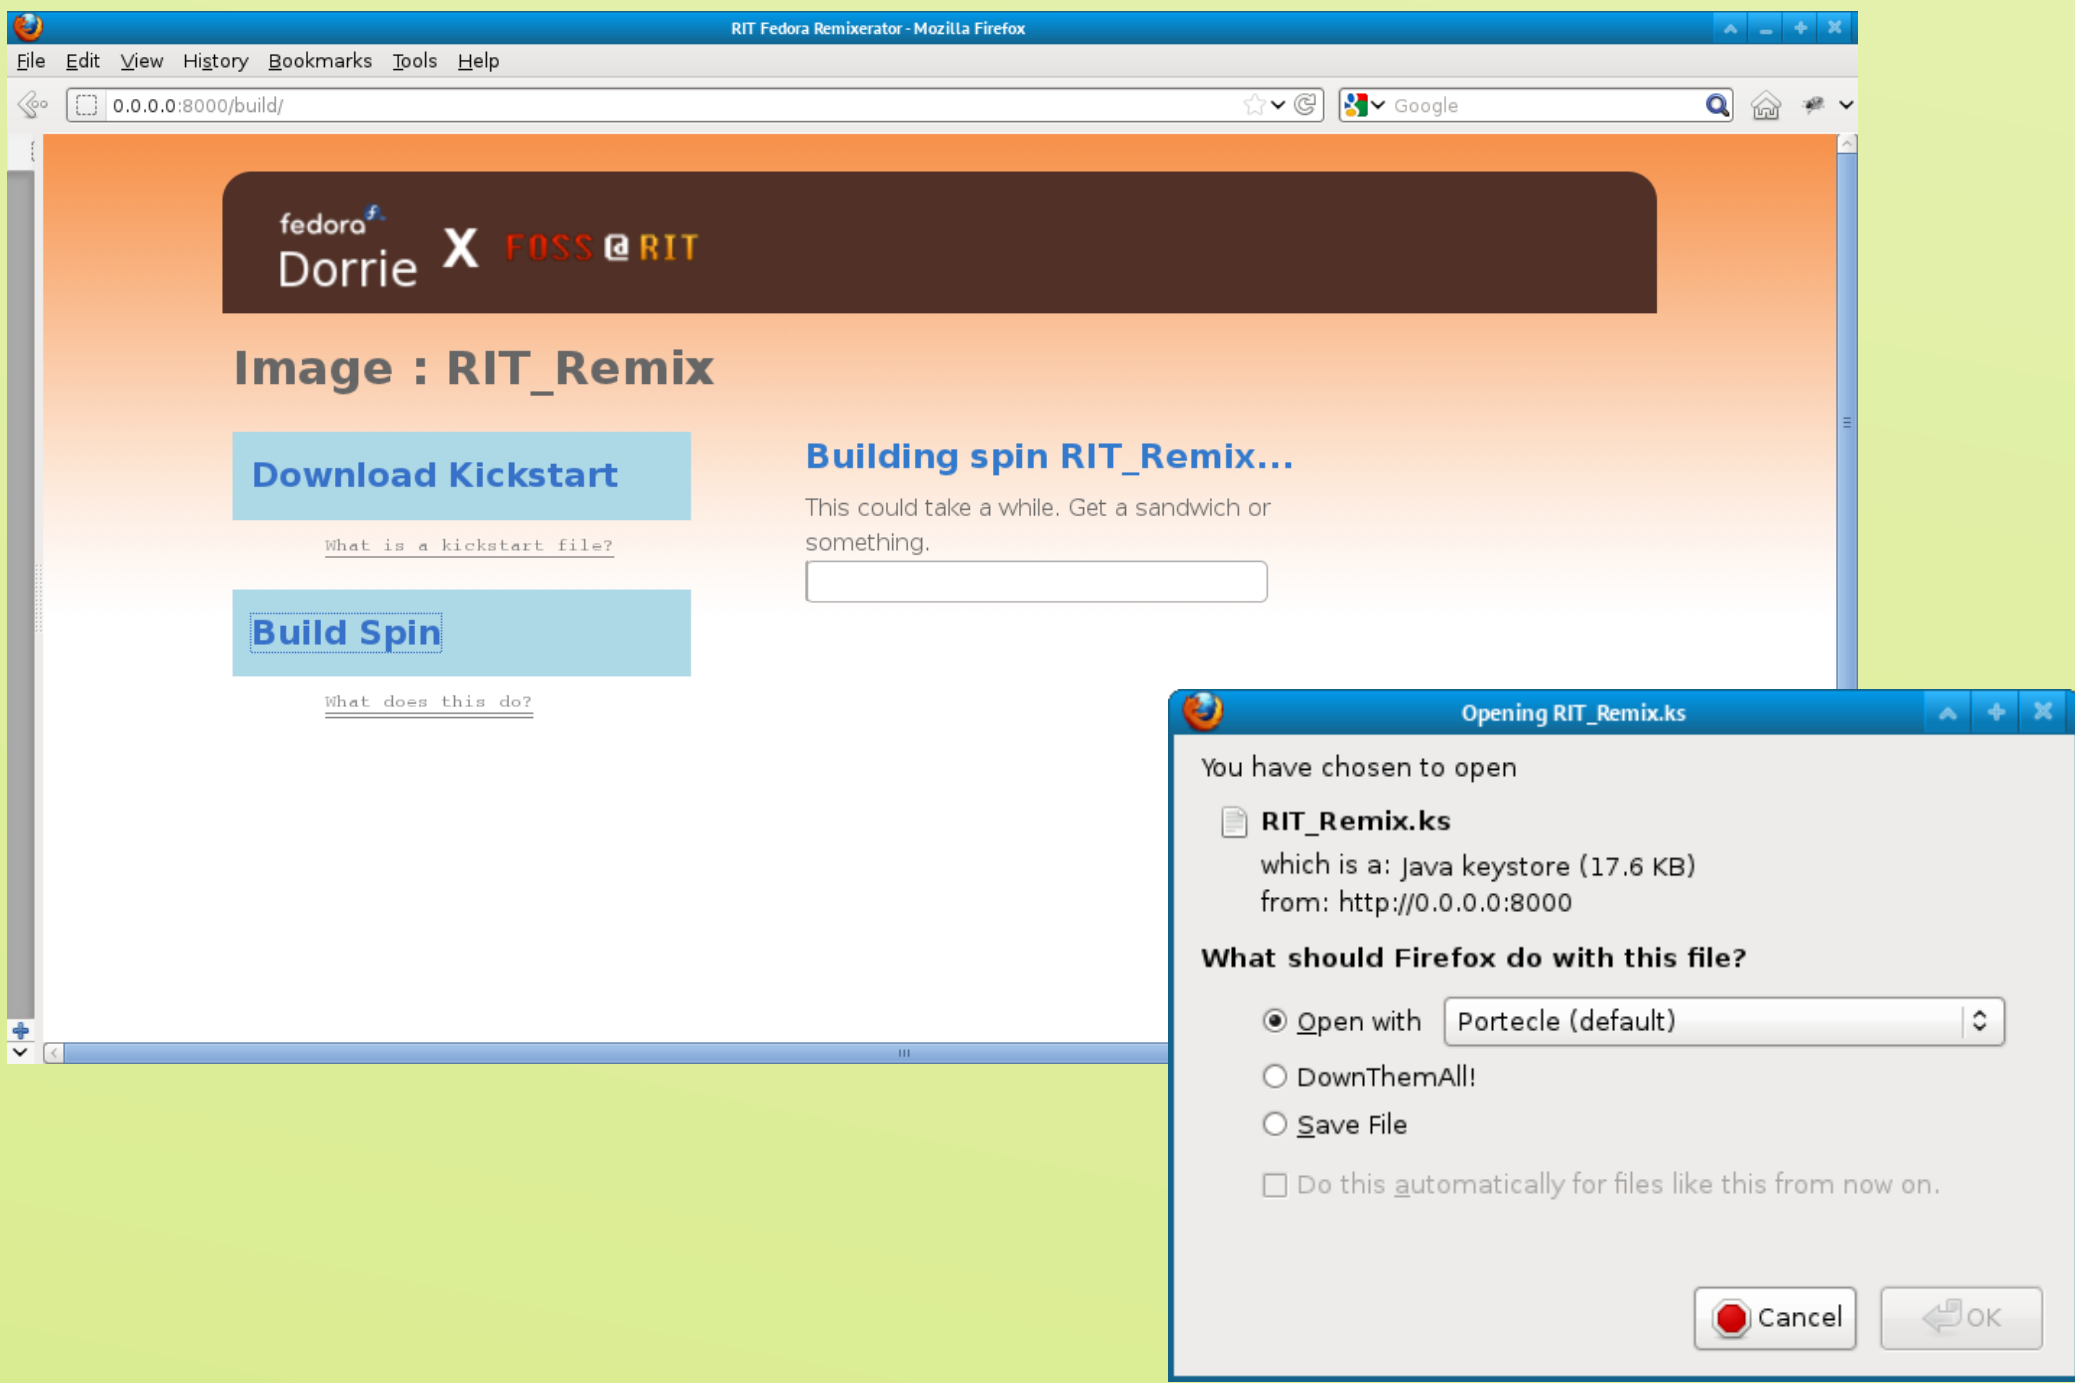 RIT Fedora Remixerator - Mozilla Firefox
File Edit View History Bookmarks Tools Help
0.0.0.0:8000/build/
Google
fedora
Dorrie X FOSS @ RIT
Image : RIT_Remix
Download Kickstart
What is a kickstart file?
Build Spin
What does this do?
Building spin RIT_Remix...
This could take a while. Get a sandwich or
something.
Opening RIT_Remix.ks
You have chosen to open
RIT_Remix.ks
which is a: Java keystore (17.6 KB)
from: http://0.0.0.0:8000
What should Firefox do with this file?
Open with Portecle (default)
DownThemAll!
Save File
Do this automatically for files like this from now on.
Cancel OK